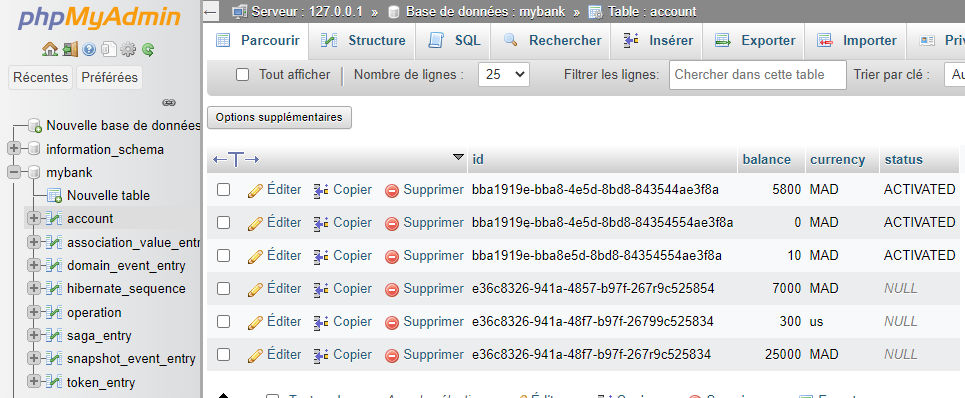 phpMyAdmin
Récentes Préférées
Nouvelle base de données
information_schema
mybank
Nouvelle table
account
association_value_entr
domain_event_entry
hibernate_sequence
operation
saga_entry
snapshot_event_entry
token_entry
Serveur : 127.0.0.1 » Base de données : mybank » Table : account
Parcourir Structure SQL Rechercher Insérer Exporter Importer Priv
Tout afficher Nombre de lignes : 25 Filtrer les lignes: Chercher dans cette table Trier par clé : Au
Options supplémentaires
←T→ id balance currency status
Éditer Copier Supprimer bba1919e-bba8-4e5d-8bd8-843544ae3f8a 5800 MAD ACTIVATED
Éditer Copier Supprimer bba1919e-bba8-4e5d-8bd8-84354554ae3f8a 0 MAD ACTIVATED
Éditer Copier Supprimer bba1919e-bba8e5d-8bd8-84354554ae3f8a 10 MAD ACTIVATED
Éditer Copier Supprimer e36c8326-941a-4857-b97f-267r9c525854 7000 MAD NULL
Éditer Copier Supprimer e36c8326-941a-48f7-b97f-26799c525834 300 us NULL
Éditer Copier Supprimer e36c8326-941a-48f7-b97f-267r9c525834 25000 MAD NULL